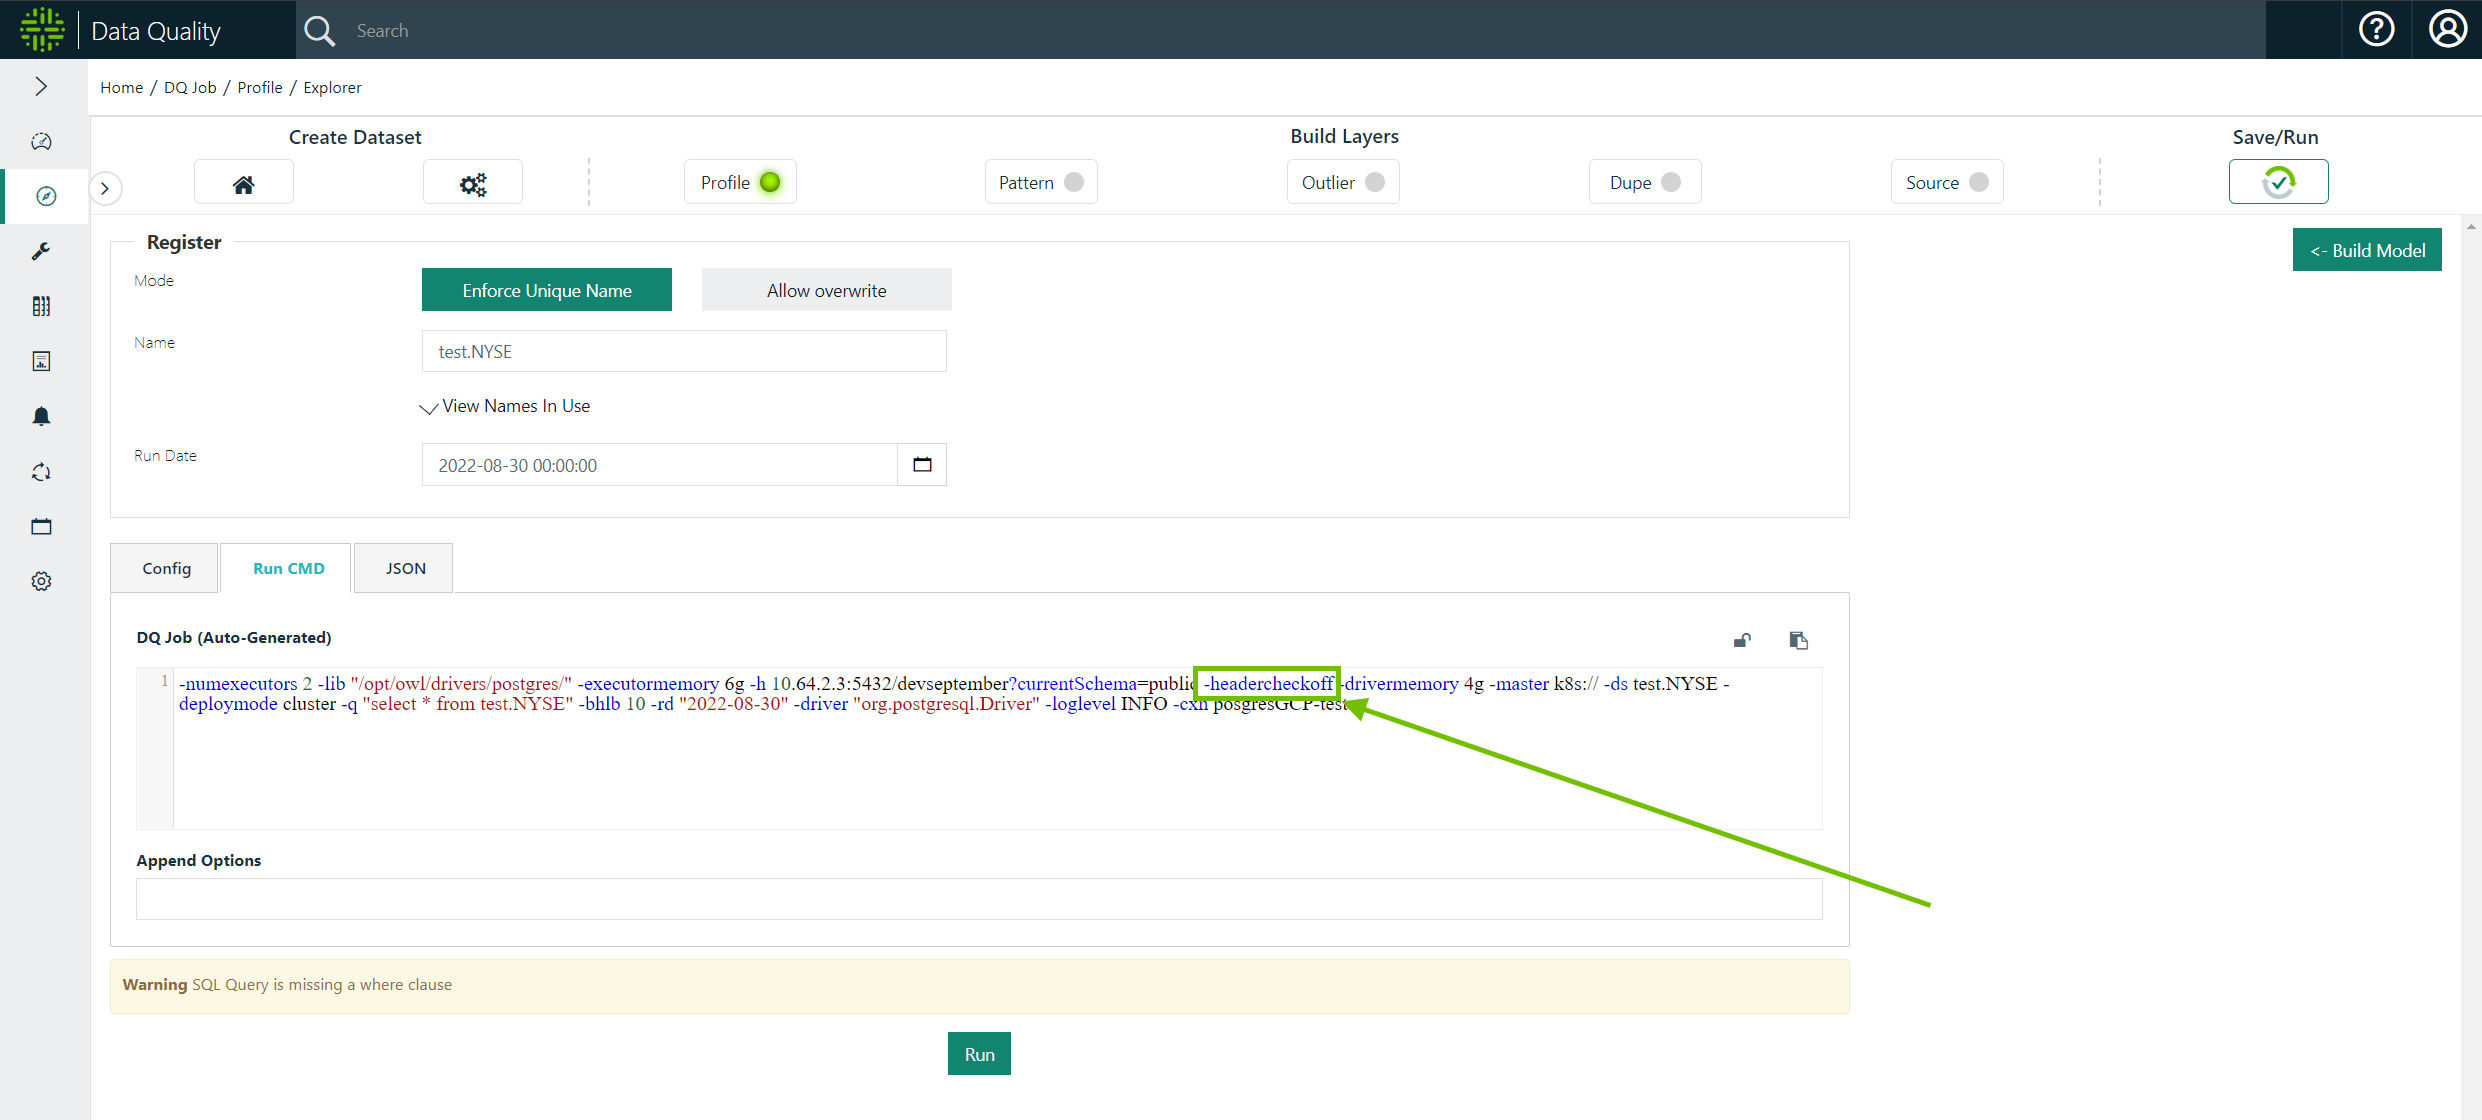 Data Quality
Search
Home / DQ Job / Profile / Explorer
Create Dataset
Build Layers
Save/Run
Profile
Pattern
Outlier
Dupe
Source
<- Build Model
Register
Mode
Enforce Unique Name
Allow overwrite
Name
test.NYSE
View Names In Use
Run Date
2022-08-30 00:00:00
Config
Run CMD
JSON
DQ Job (Auto-Generated)
1
-numexecutors 2 -lib "/opt/owl/drivers/postgres/" -executormemory 6g -h 10.64.2.3:5432/devseptember?currentSchema=public -headercheckoff -drivermemory 4g -master k8s:// -ds test.NYSE -
deploymode cluster -q "select * from test.NYSE" -bhlb 10 -rd "2022-08-30" -driver "org.postgresql.Driver" -loglevel INFO -cxn posgresGCP-test
Append Options
Warning SQL Query is missing a where clause
Run